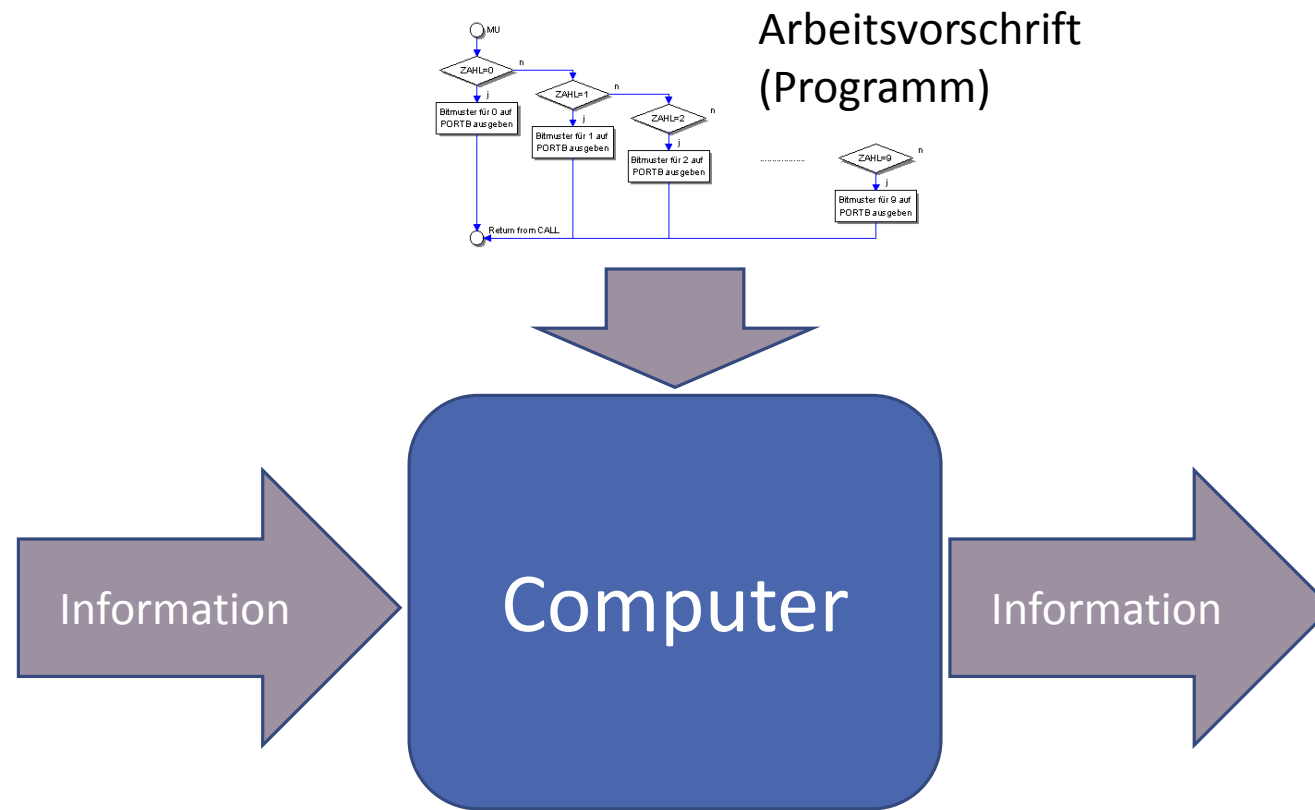 Arbeitsvorschrift
(Programm)
MU
ZAHL=0
n
j
Bitmuster für 0 auf
PORTB ausgeben
ZAHL=1
n
j
Bitmuster für 1 auf
PORTB ausgeben
ZAHL=2
n
j
Bitmuster für 2 auf
PORTB ausgeben
..................
ZAHL=9
n
j
Bitmuster für 9 auf
PORTB ausgeben
Return from CALL
Information
Computer
Information